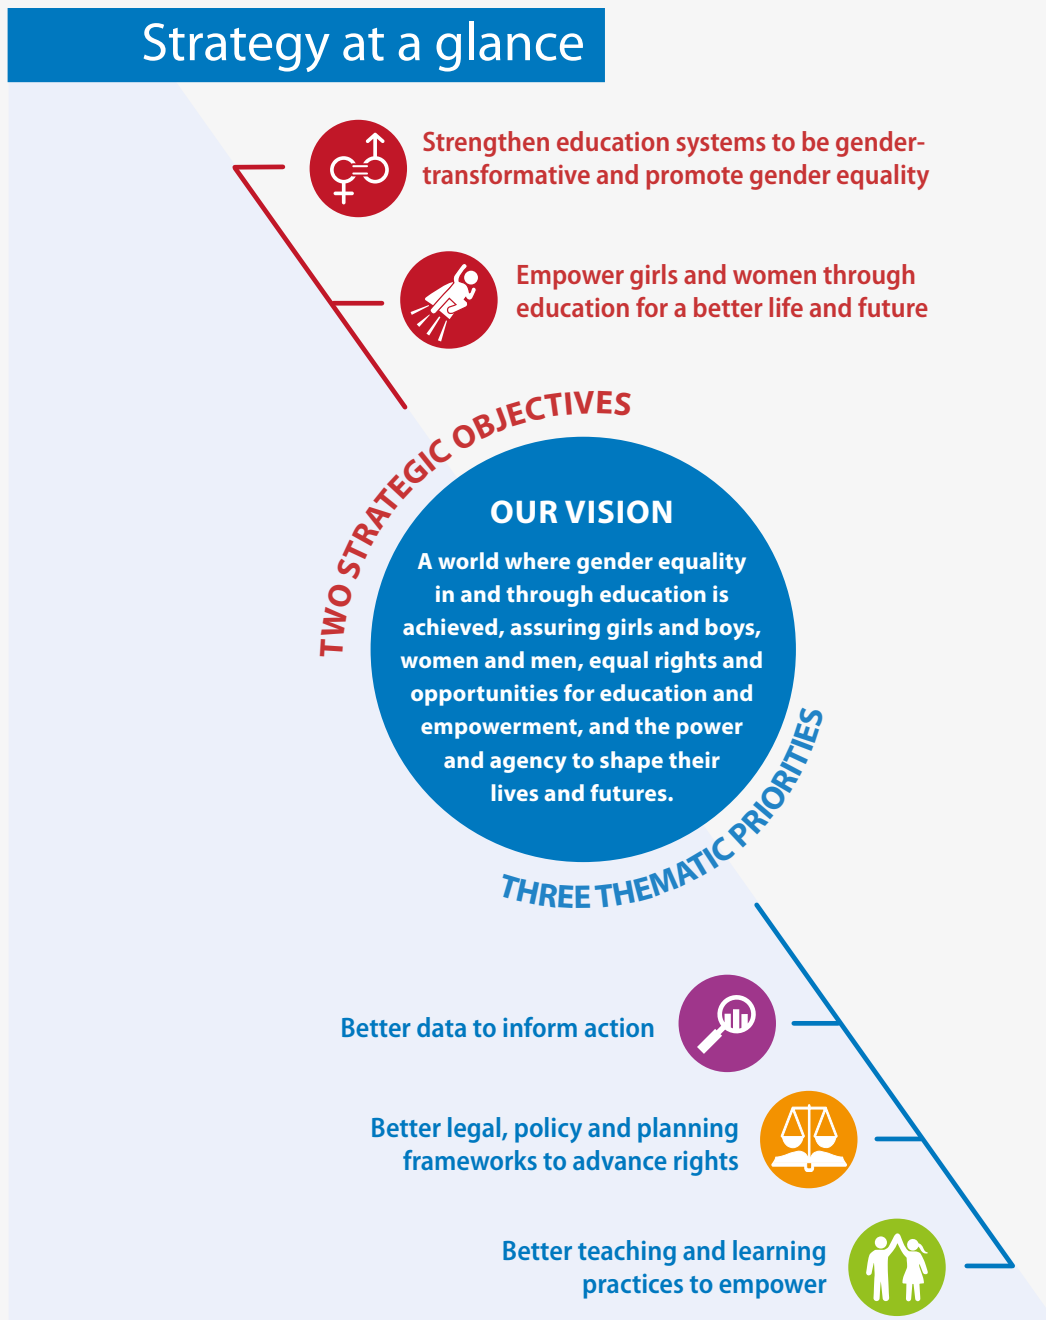 Strategy at a glance
Strengthen education systems to be gender-
transformative and promote gender equality
Empower girls and women through
education for a better life and future
TWO STRATEGIC OBJECTIVES
OUR VISION
A world where gender equality
in and through education is
achieved, assuring girls and boys,
women and men, equal rights and
opportunities for education and
empowerment, and the power
and agency to shape their
lives and futures.
THREE THEMATIC PRIORITIES
Better data to inform action
Better legal, policy and planning
frameworks to advance rights
Better teaching and learning
practices to empower